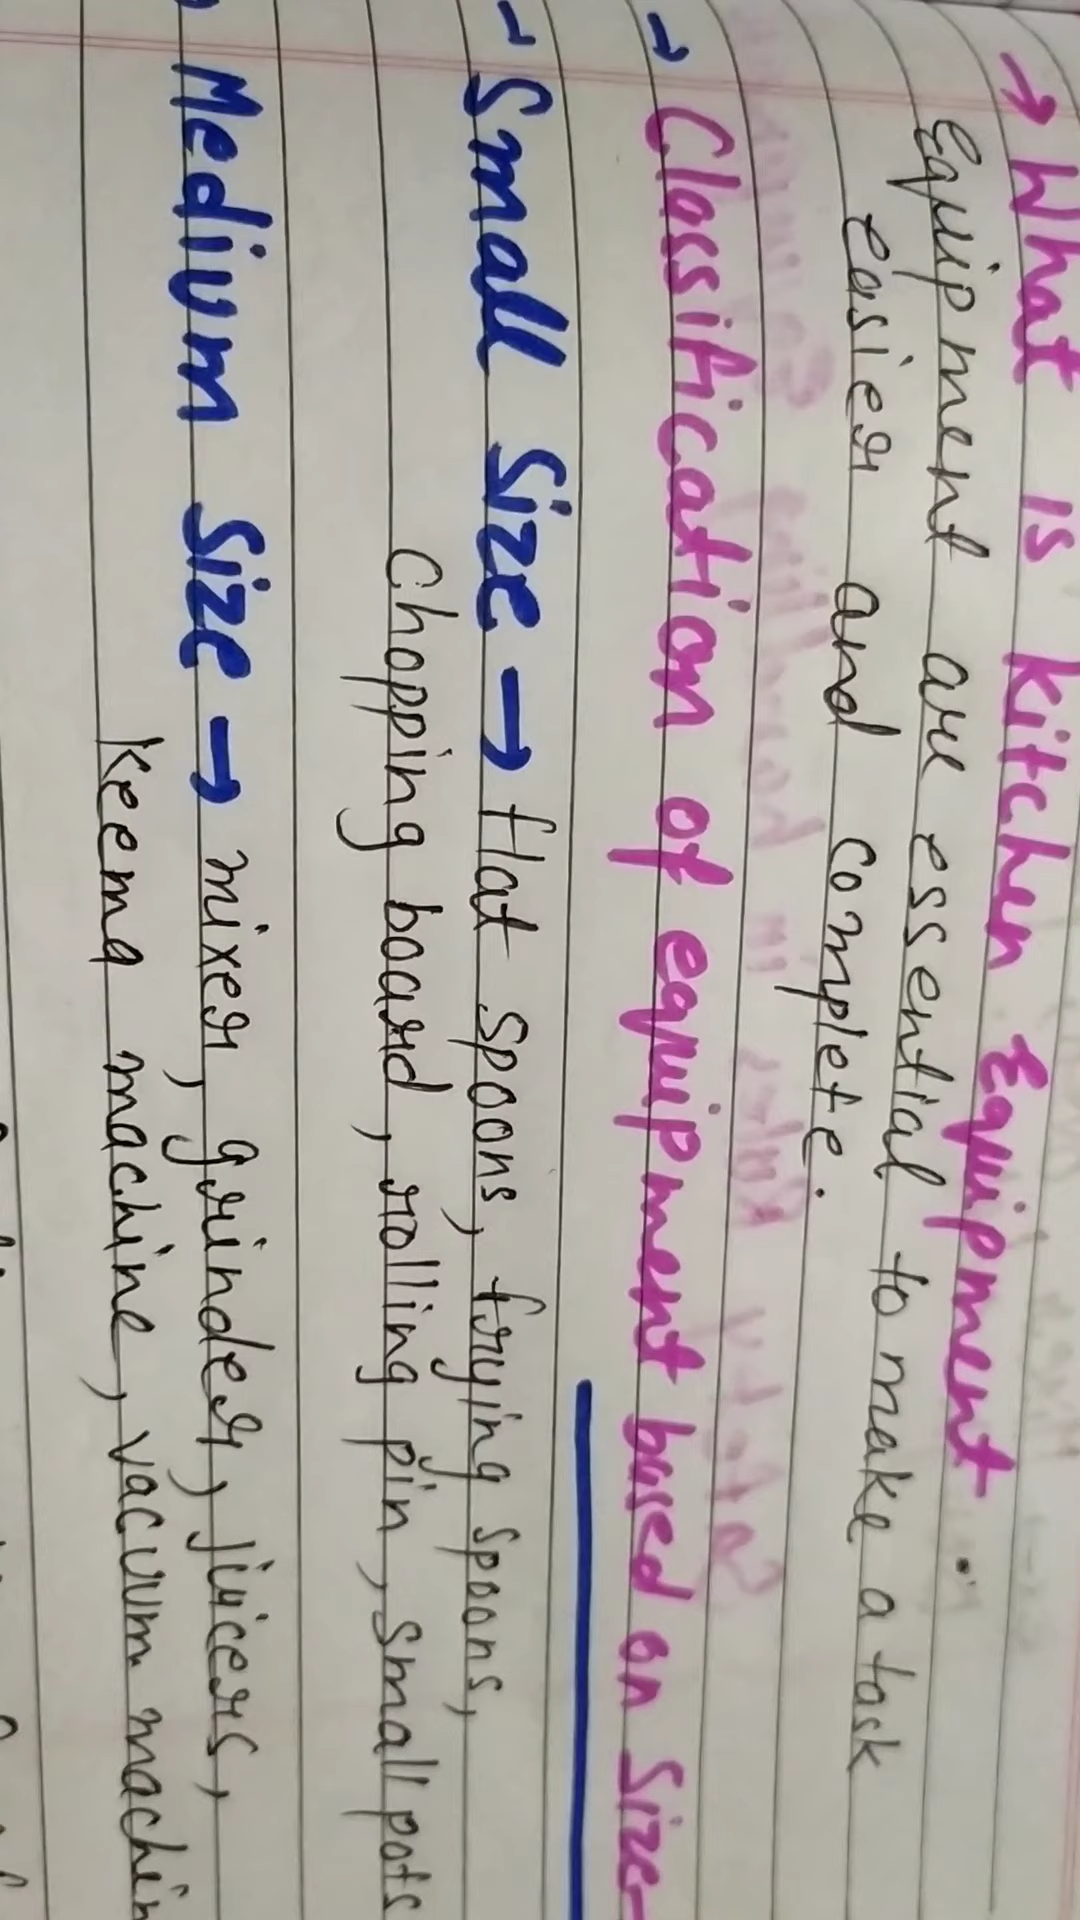 → What is kitchen Equipment
Equipment are essential to make a task
easier and complete.
→ Classification of equipment based on Size-
→ Small Size → flat spoons, frying spoons,
Chopping board, rolling pin, small pots
Medium Size → mixer, grinder, juicers,
Keema machine, vacuum machin